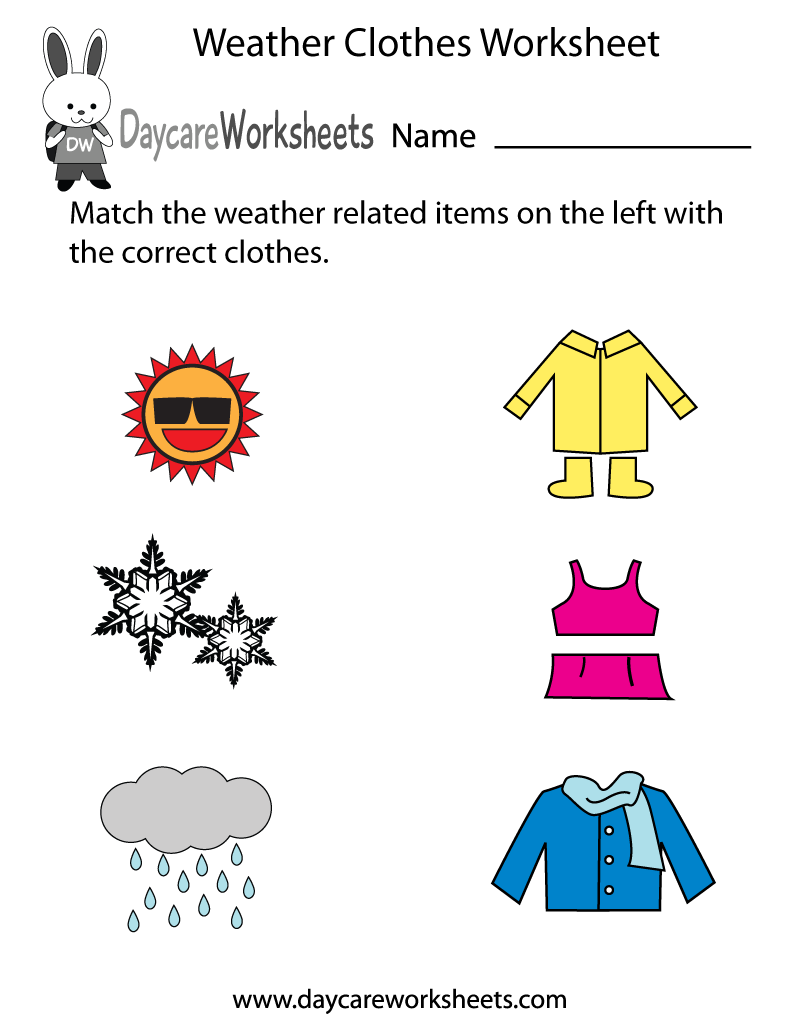 Weather Clothes Worksheet
DW
DaycareWorksheets
Name
Match the weather related items on the left with
the correct clothes.
www.daycareworksheets.com